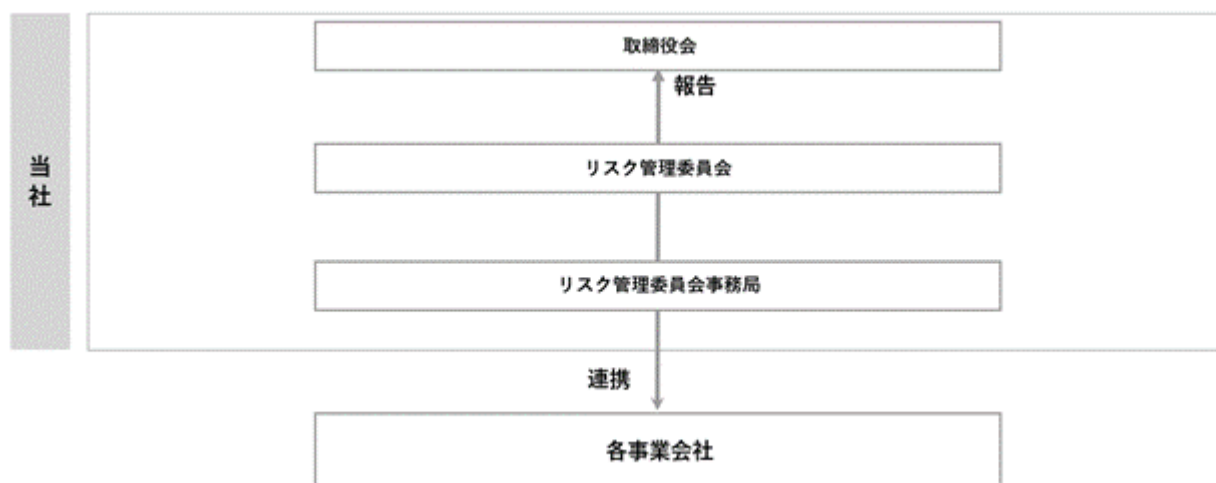 取締役会
報告
当社
リスク管理委員会
リスク管理委員会事務局
連携
各事業会社